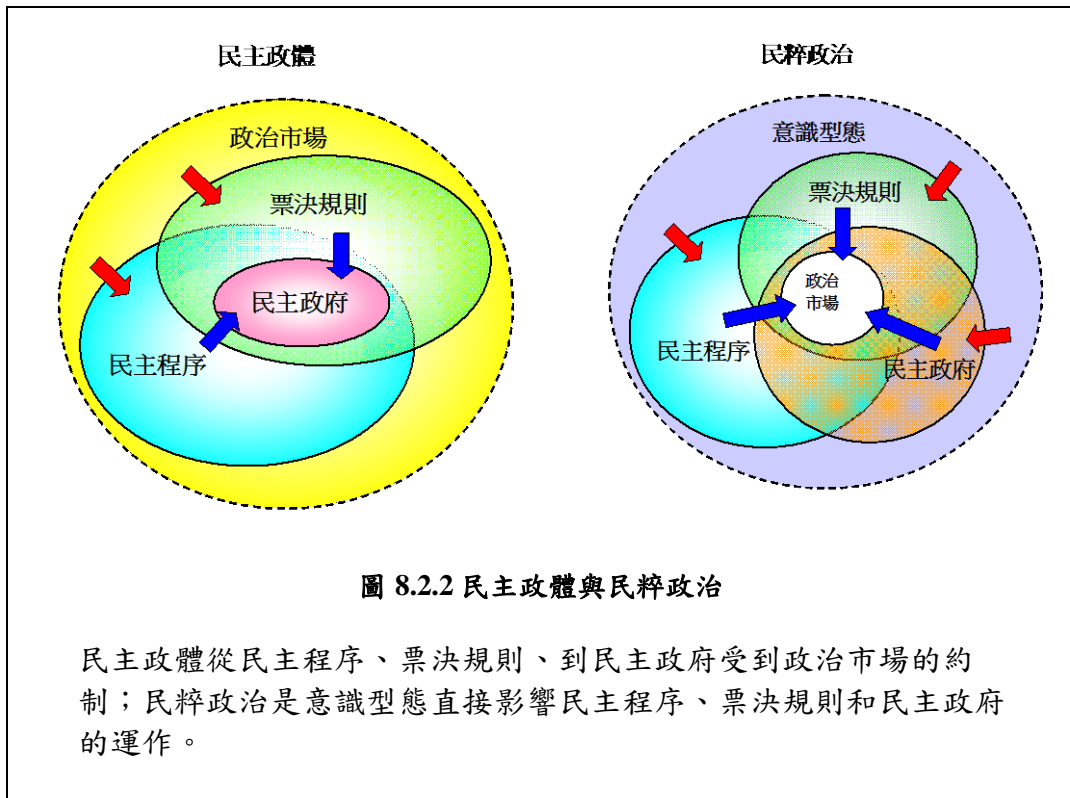 民主政體
民粹政治
政治市場
票決規則
民主政府
民主程序
意識型態
票決規則
政治
市場
民主程序
民主政府
圖 8.2.2 民主政體與民粹政治
民主政體從民主程序、票決規則、到民主政府受到政治市場的約
制；民粹政治是意識型態直接影響民主程序、票決規則和民主政府
的運作。